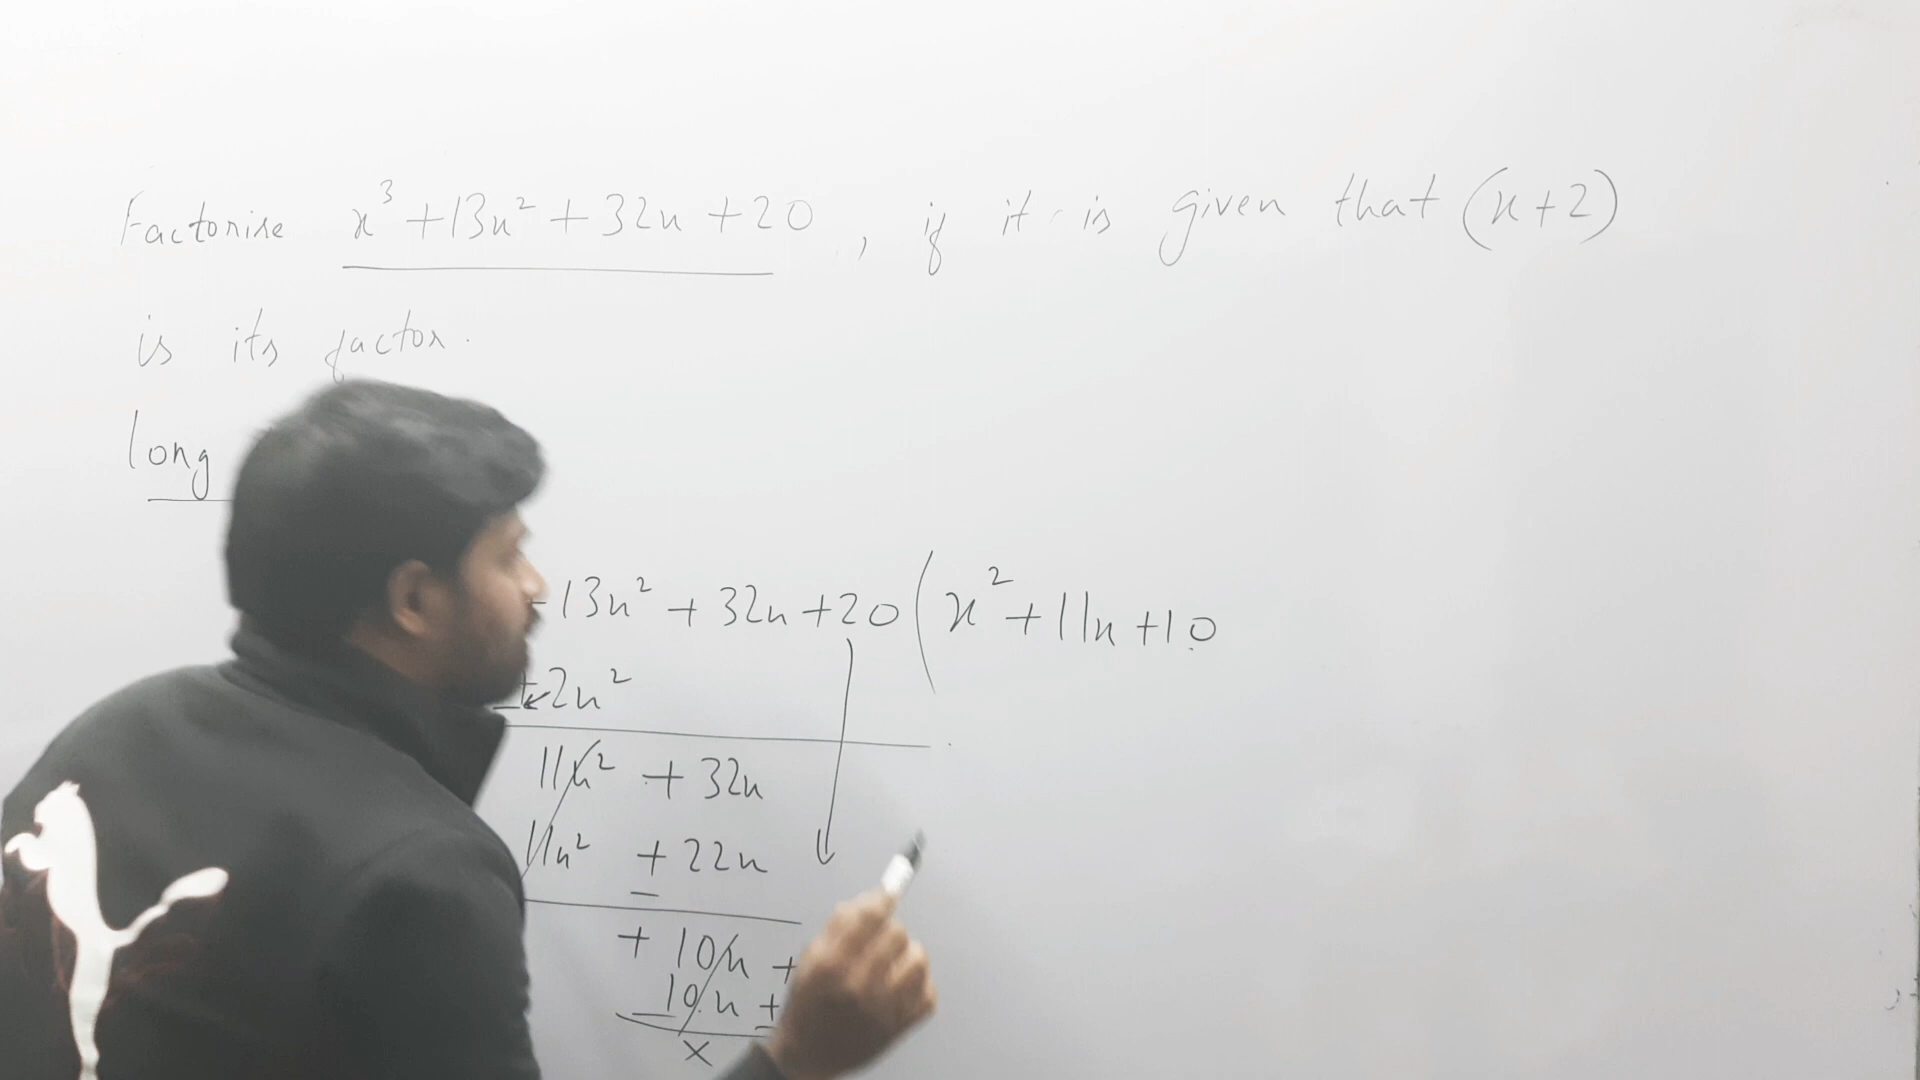 Factorise x³ + 13x² + 32x + 20 , if it is given that (x+2)
is its factor.
long
13x² + 32x + 20 ( x² + 11x + 10
+2x²
11x² + 32x
11x² + 22x
+ 10x +
10x +
x